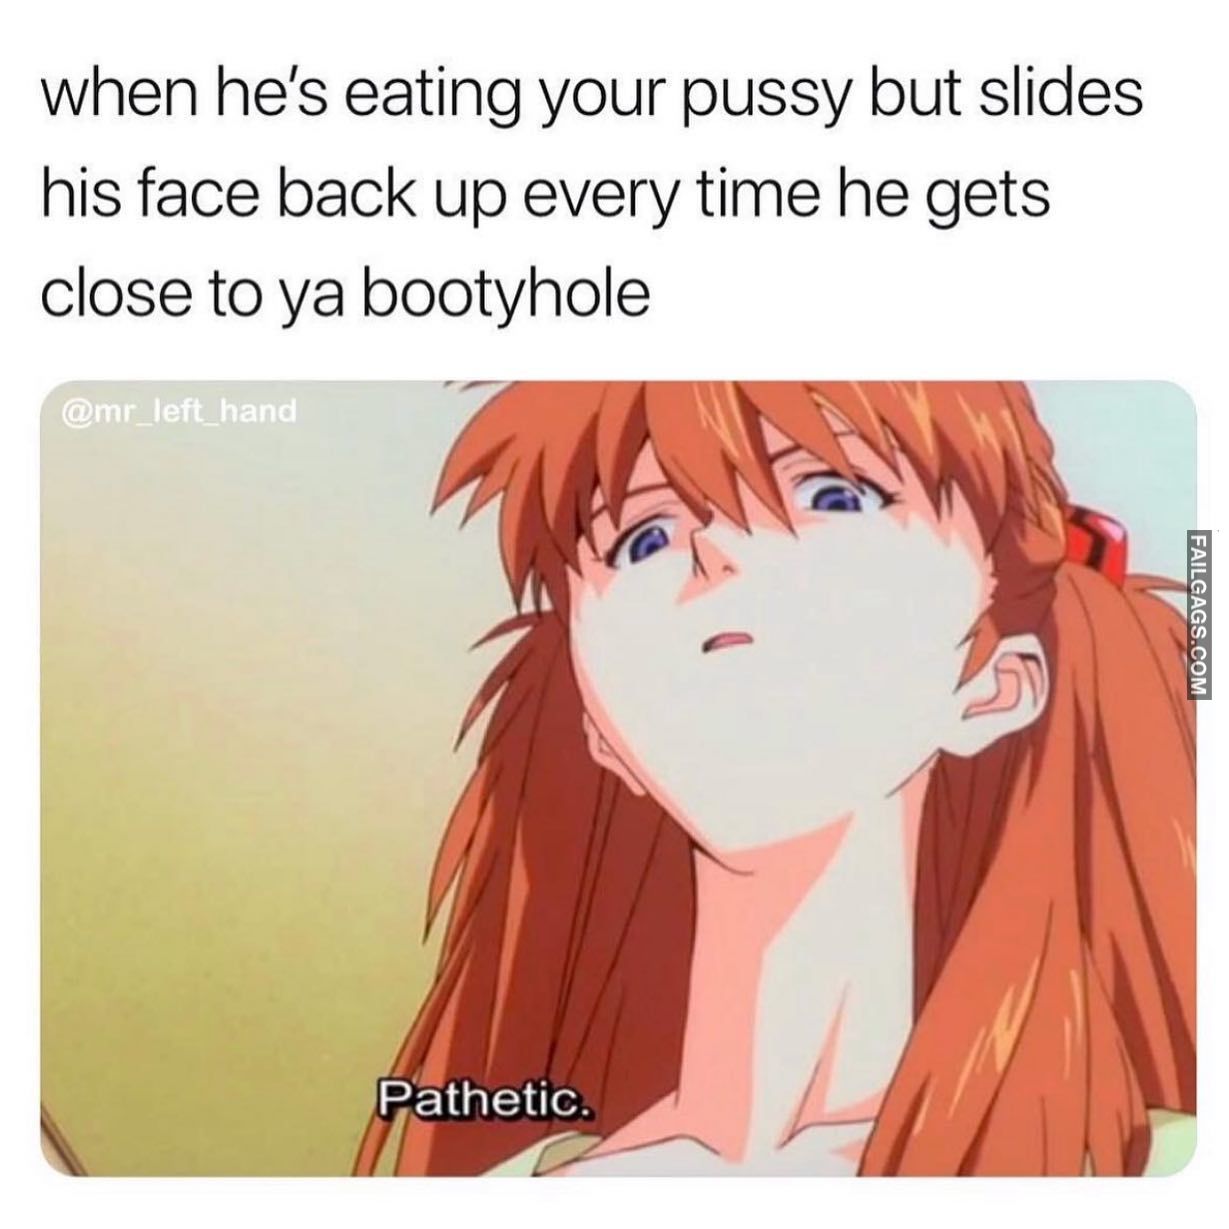 when he's eating your pussy but slides
his face back up every time he gets
close to ya bootyhole
@mr_left_hand
FAILGAGS.COM
Pathetic.